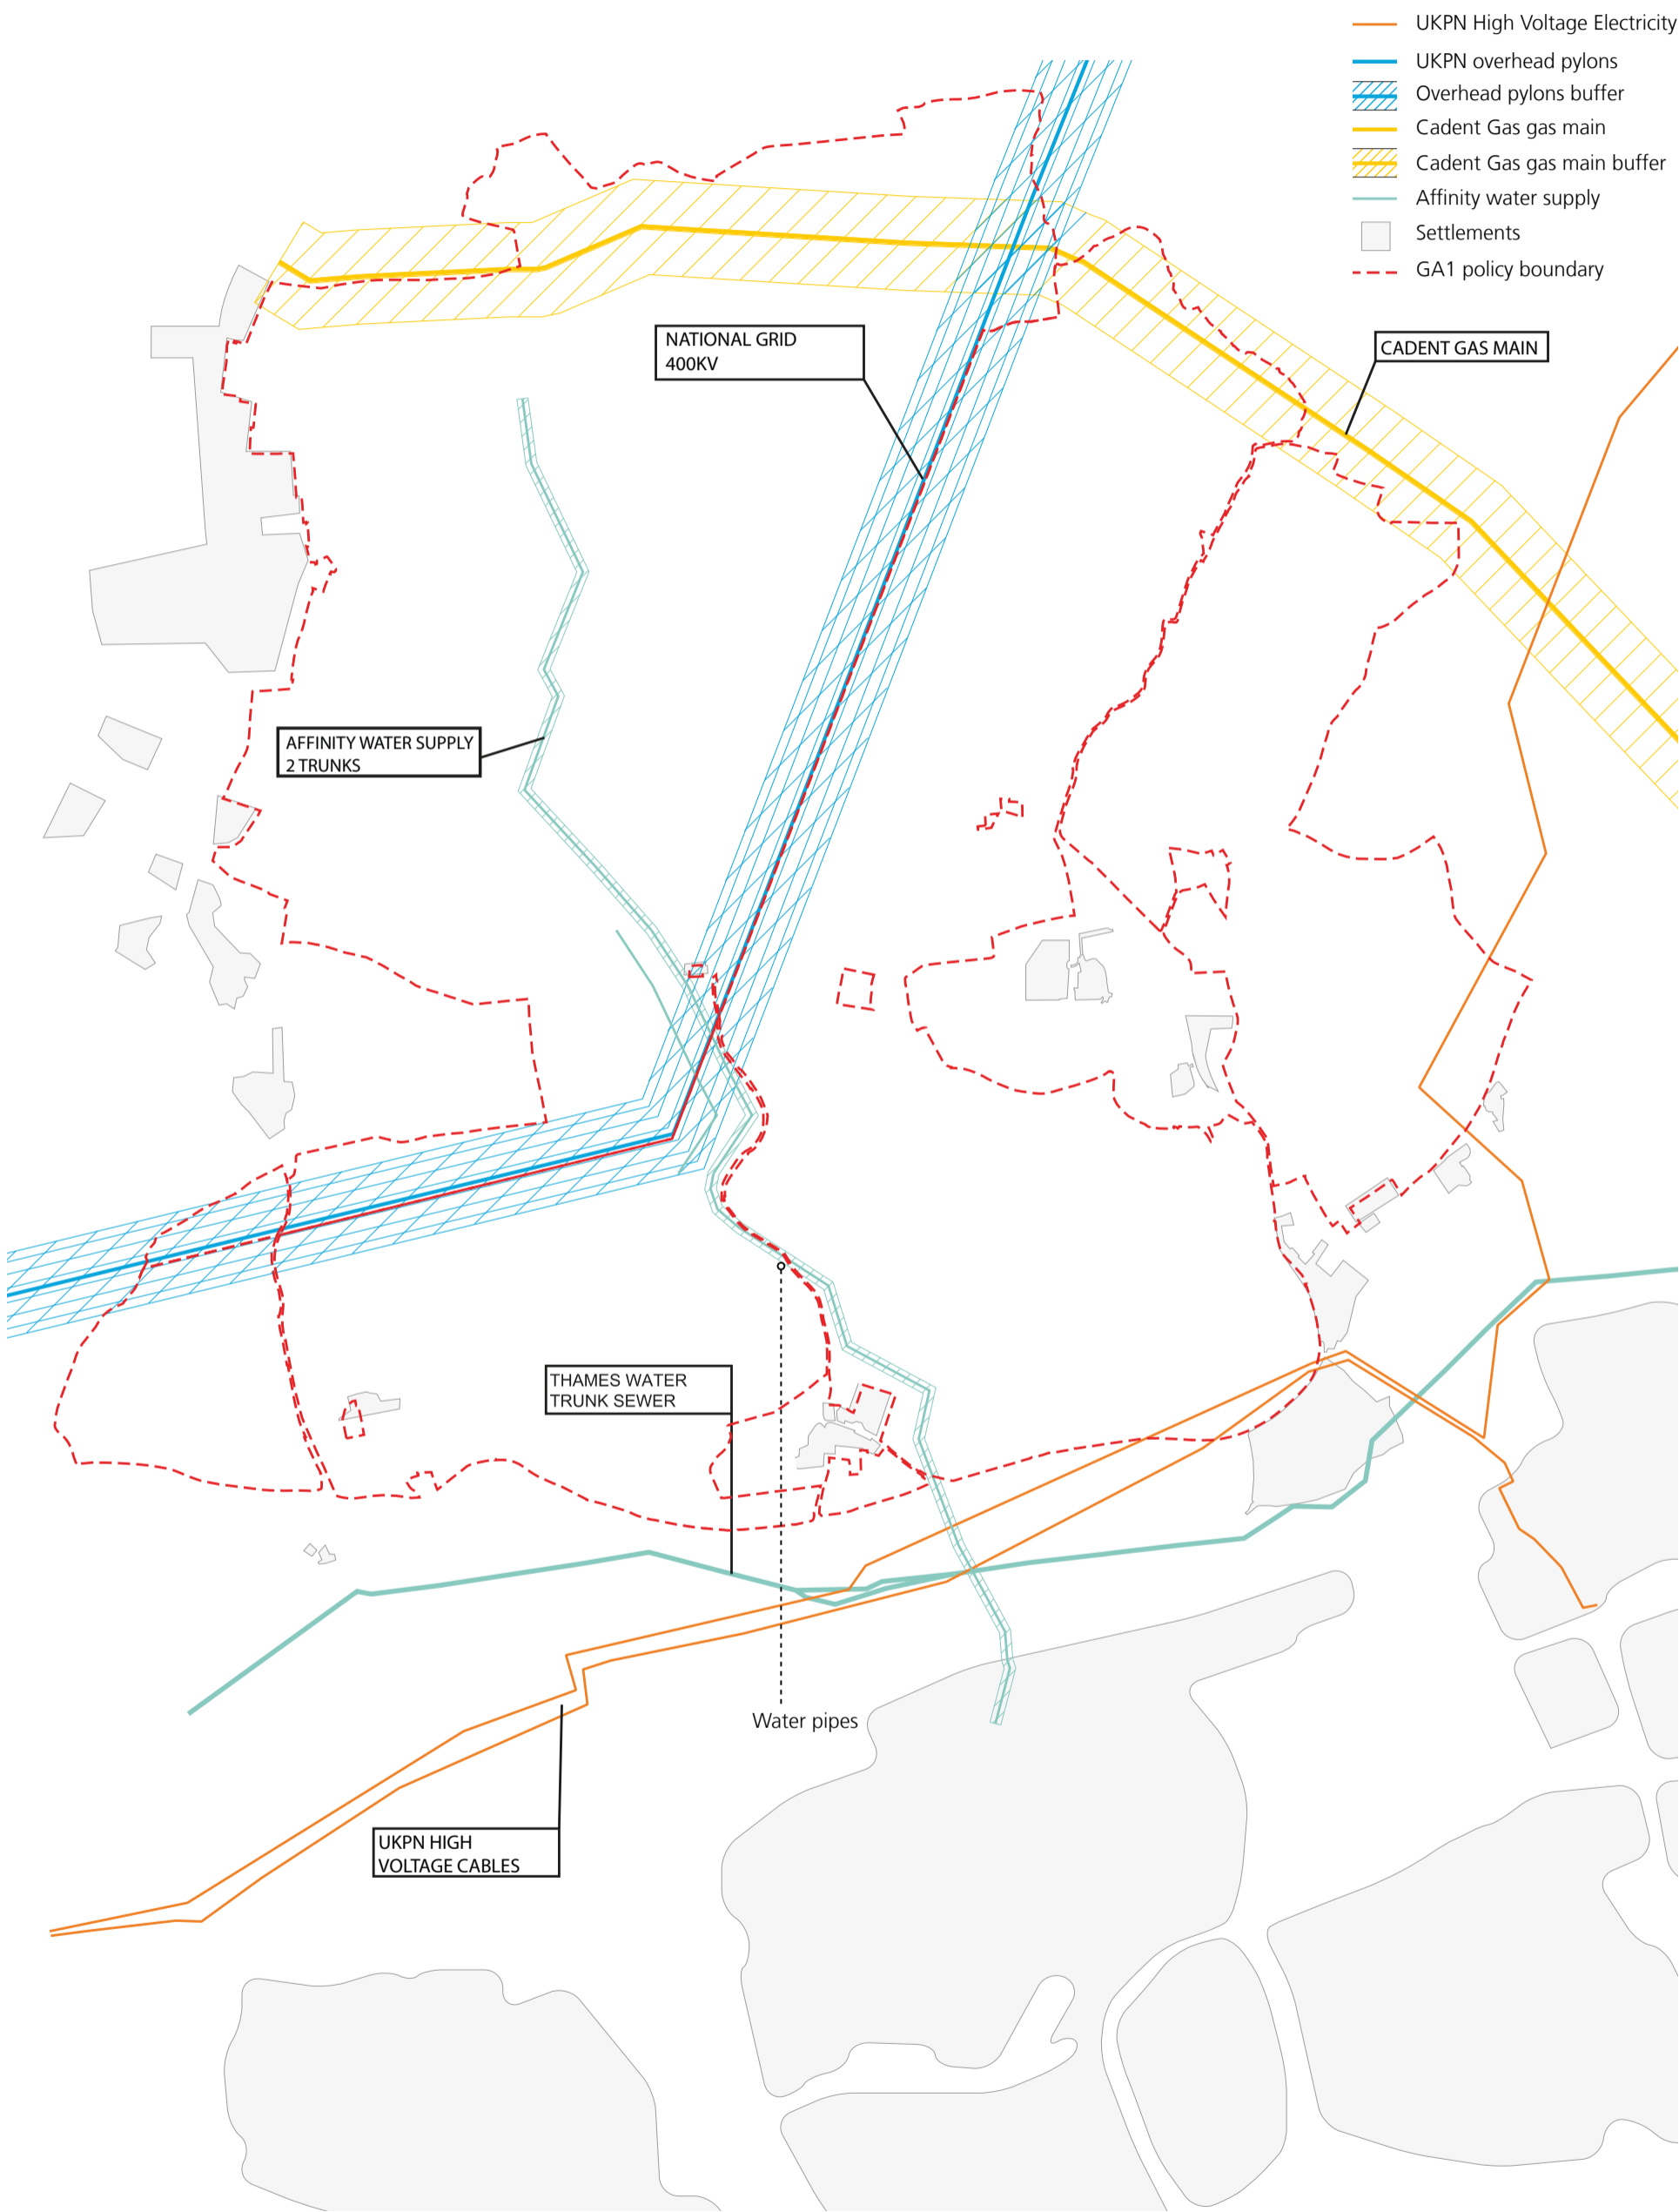 UKPN High Voltage Electricity
UKPN overhead pylons
Overhead pylons buffer
Cadent Gas gas main
Cadent Gas gas main buffer
Affinity water supply
Settlements
GA1 policy boundary
NATIONAL GRID
400KV
CADENT GAS MAIN
AFFINITY WATER SUPPLY
2 TRUNKS
THAMES WATER
TRUNK SEWER
Water pipes
UKPN HIGH
VOLTAGE CABLES